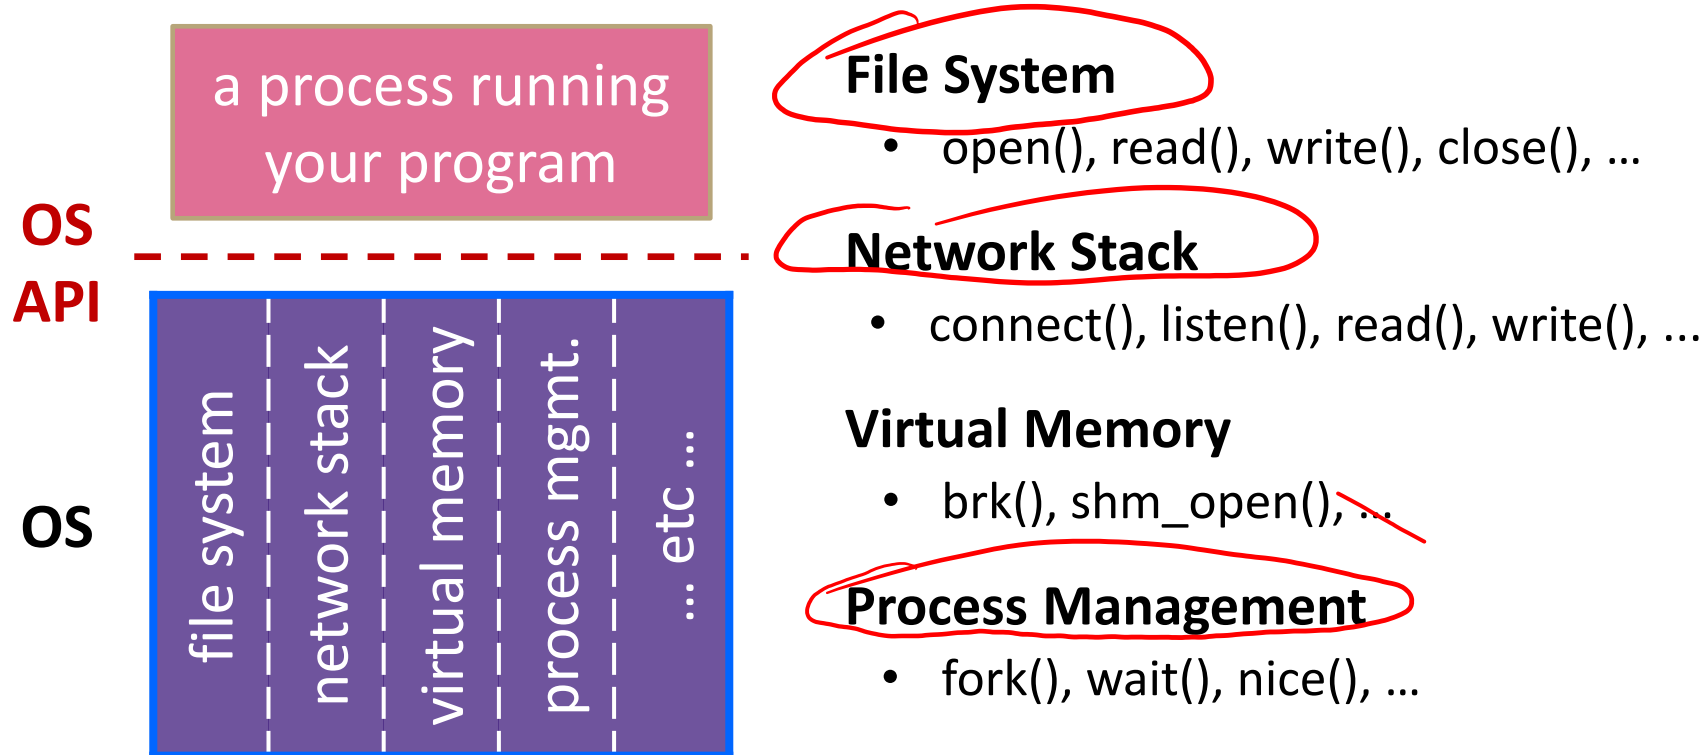 a process running
your program
OS
API
OS
file system
network stack
virtual memory
process mgmt.
... etc ...
File System
• open(), read(), write(), close(), ...
Network Stack
• connect(), listen(), read(), write(), ...
Virtual Memory
• brk(), shm_open(), ...
Process Management
• fork(), wait(), nice(), ...